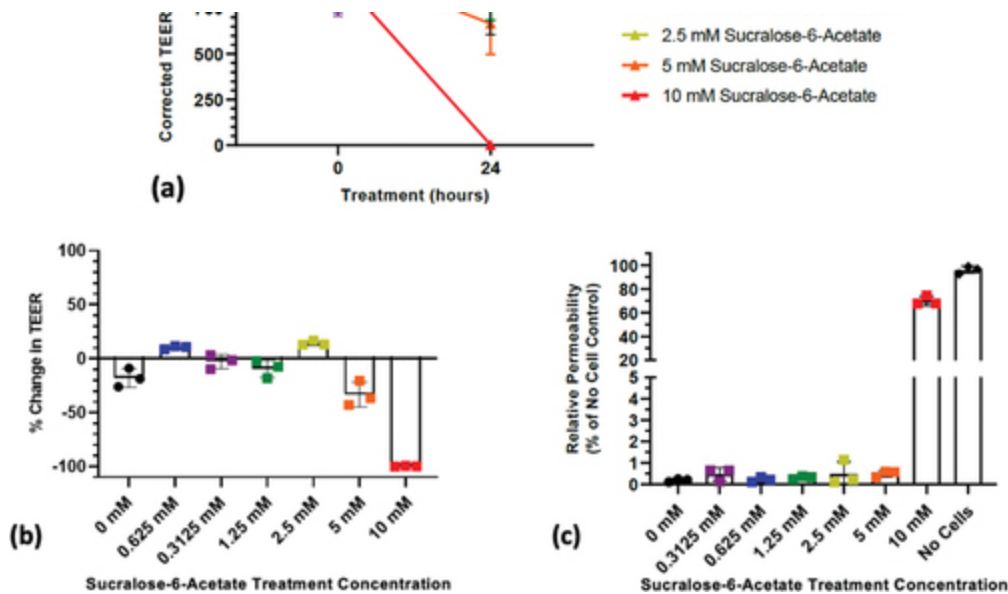 Corrected TEER
500
250
0
0
24
Treatment (hours)
(a)
2.5 mM Sucralose-6-Acetate
5 mM Sucralose-6-Acetate
10 mM Sucralose-6-Acetate
% Change in TEER
100
50
0
-50
-100
0 mM
0.625 mM
0.3125 mM
1.25 mM
2.5 mM
5 mM
10 mM
(b)
Sucralose-6-Acetate Treatment Concentration
Relative Permeability
(% of No Cell Control)
100
80
60
40
20
5
4
3
2
1
0
0 mM
0.3125 mM
0.625 mM
1.25 mM
2.5 mM
5 mM
10 mM
No Cells
(c)
Sucralose-6-Acetate Treatment Concentration